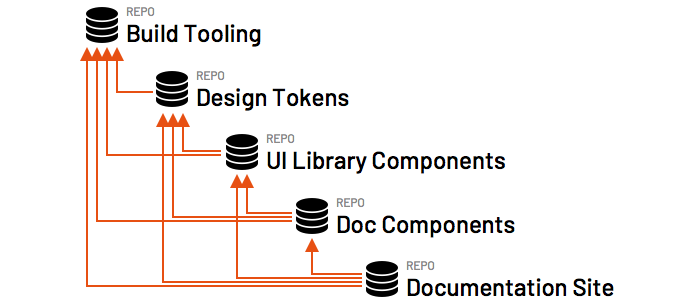 REPO
Build Tooling
REPO
Design Tokens
REPO
UI Library Components
REPO
Doc Components
REPO
Documentation Site